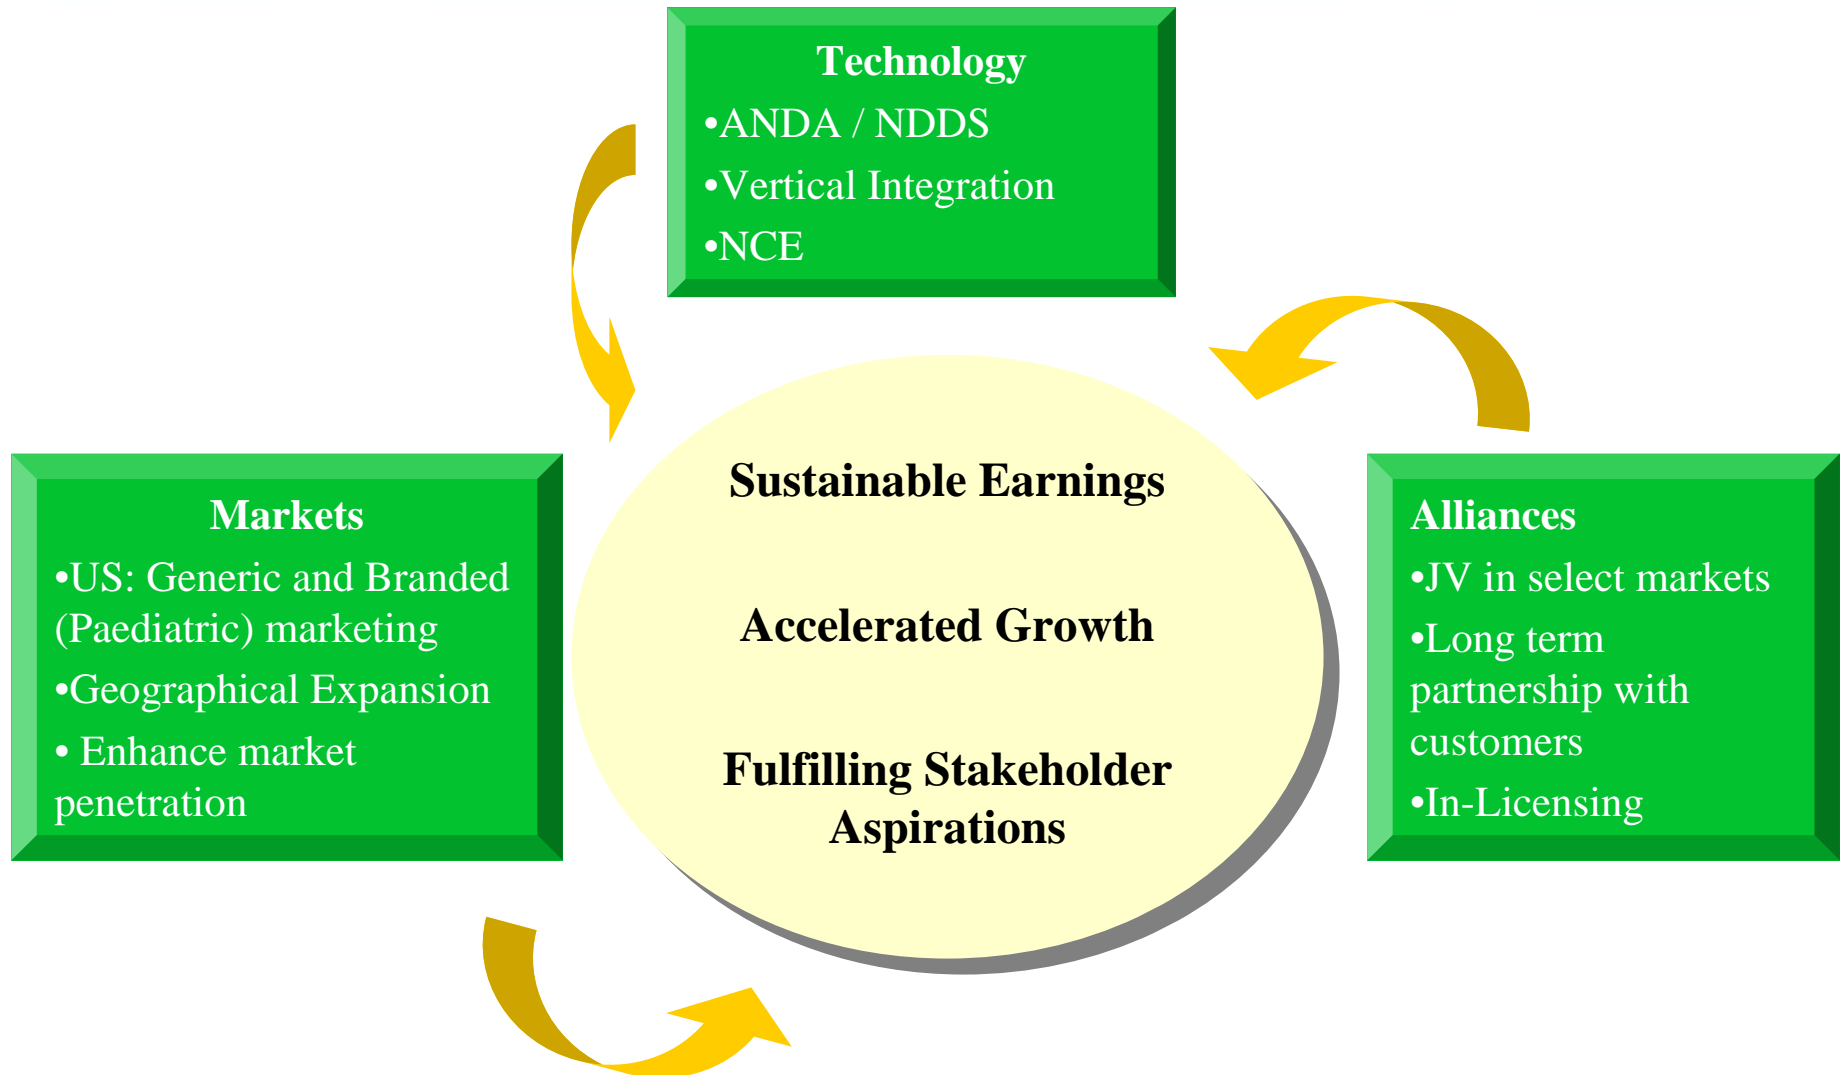 Technology
•ANDA / NDDS
•Vertical Integration
•NCE
Markets
•US: Generic and Branded
(Paediatric) marketing
•Geographical Expansion
• Enhance market
penetration
Sustainable Earnings
Accelerated Growth
Fulfilling Stakeholder
Aspirations
Alliances
•JV in select markets
•Long term
partnership with
customers
•In-Licensing